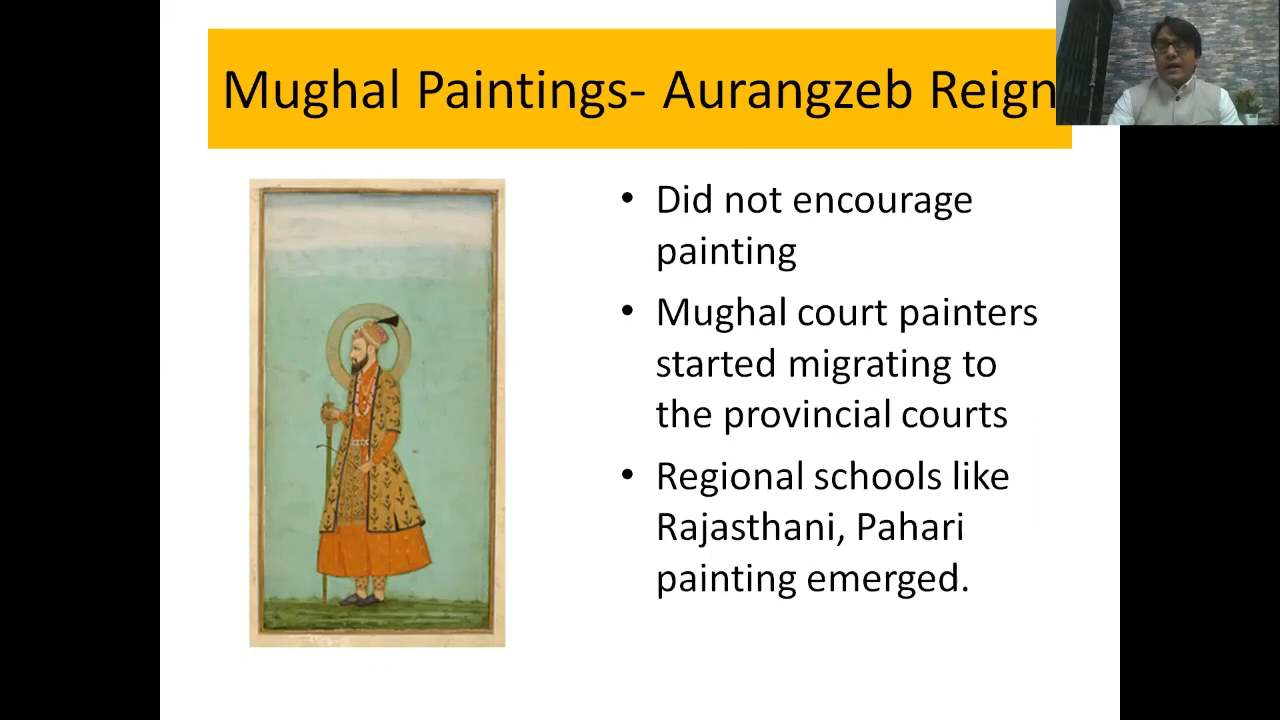 Mughal Paintings- Aurangzeb Reign
• Did not encourage
painting
• Mughal court painters
started migrating to
the provincial courts
• Regional schools like
Rajasthani, Pahari
painting emerged.